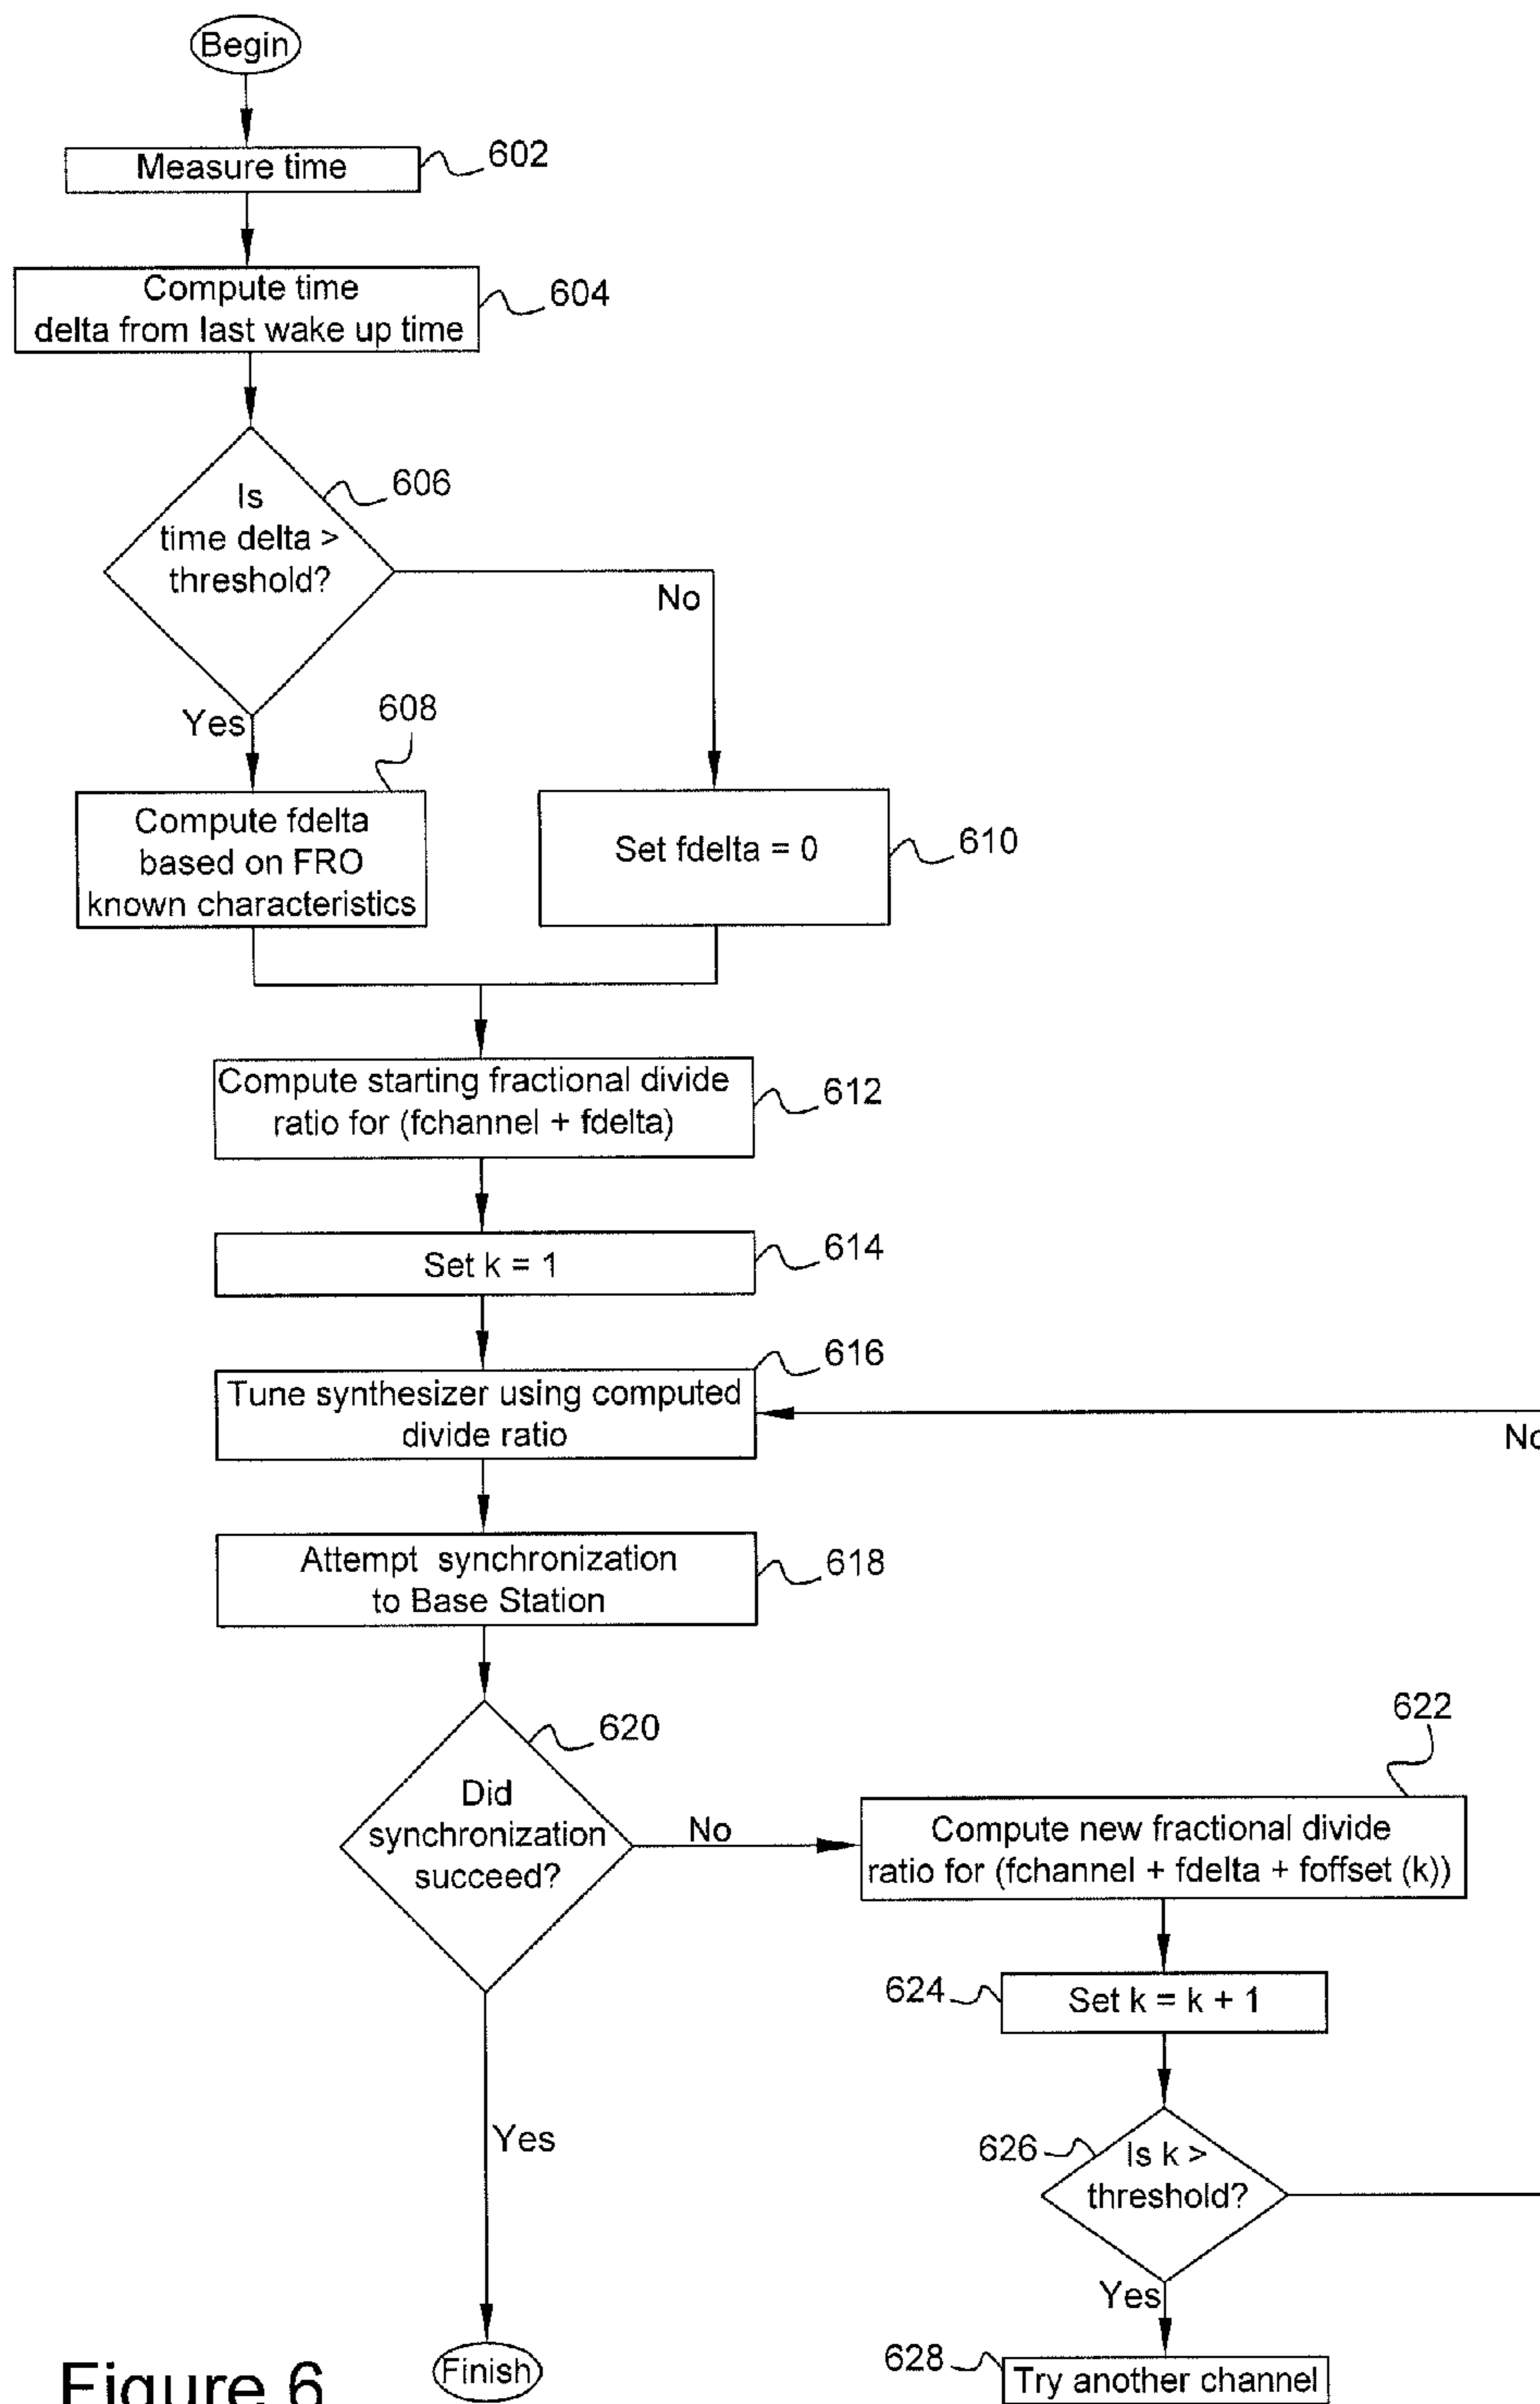 Begin
Measure time
602
Compute time
delta from last wake up time
604
Is
time delta >
threshold?
606
No
Yes
608
Compute fdelta
based on FRO
known characteristics
Set fdelta = 0
610
Compute starting fractional divide
ratio for (fchannel + fdelta)
612
Set k = 1
614
616
Tune synthesizer using computed
divide ratio
No
Attempt synchronization
to Base Station
618
620
Did
synchronization
succeed?
No
622
Compute new fractional divide
ratio for (fchannel + fdelta + foffset (k))
624
Set k = k + 1
626
Is k >
threshold?
Yes
Yes
628
Try another channel
Finish
Figure 6